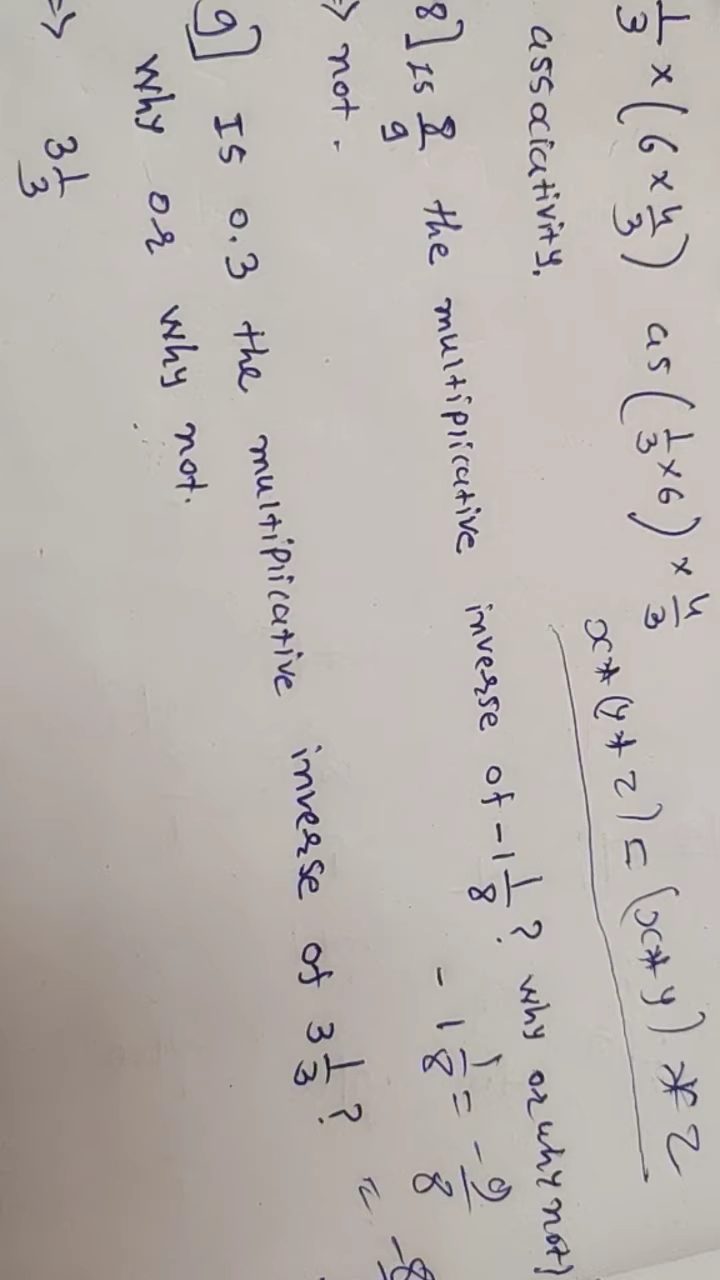 1/3 × (6 × 4/3) as (1/3 × 6) × 4/3
x * (y * z) = (x * y) * z
associativity.
8] Is 8/9 the multiplicative inverse of -1 1/8? why or why not?
-1 1/8 = -9/8
⇒ not.
= -8
9] Is 0.3 the multiplicative inverse of 3 1/3?
why or why not.
⇒ 3 1/3